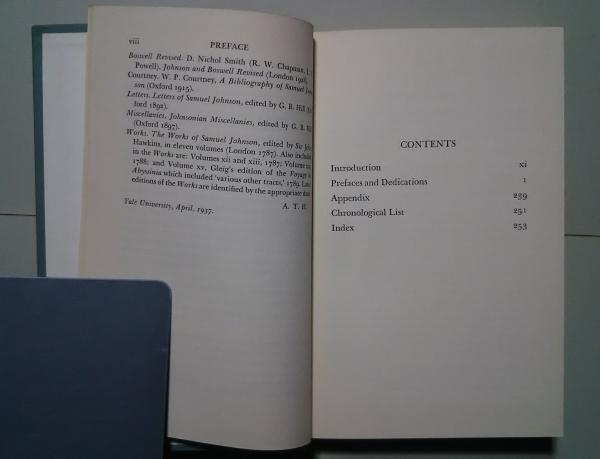 viii PREFACE
Boswell Revised. D. Nichol Smith (R. W. Chapman, L.
Powell). Johnson and Boswell Revised (London 1928).
Courtney. W. P. Courtney, A Bibliography of Samuel
son (Oxford 1915).
Letters. Letters of Samuel Johnson, edited by G. B. Hill
ford 1892).
Miscellanies. Johnsonian Miscellanies, edited by G. B.
(Oxford 1897).
Works. The Works of Samuel Johnson, edited by Sir
Hawkins, in eleven volumes (London 1787). Also included
in the Works are: Volumes xii and xiii, 1787; Volume
1788; and Volume xv, Gleig's edition of the Voyage
Abyssinia which included 'various other tracts,' 1789.
editions of the Works are identified by the appropriate
Yale University, April, 1937. A. T. H.
CONTENTS
Introduction xi
Prefaces and Dedications 1
Appendix 239
Chronological List 251
Index 253